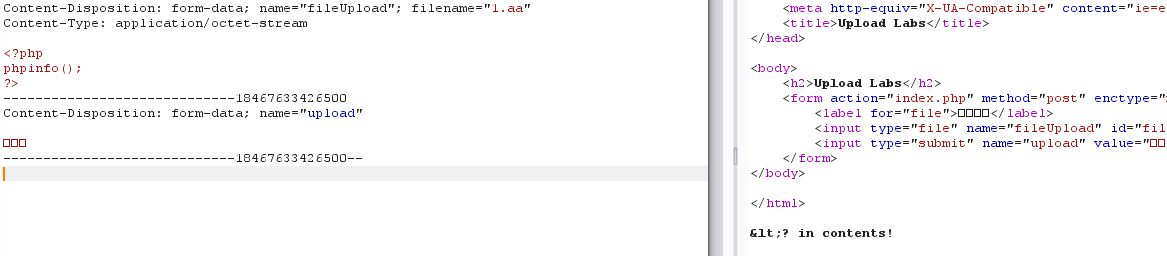 Content-Disposition: form-data; name="fileUpload"; filename="1.aa"
Content-Type: application/octet-stream
<?php
phpinfo();
?>
-----------------------------18467633426500
Content-Disposition: form-data; name="upload"
□□□
-----------------------------18467633426500--
<meta http-equiv="X-UA-Compatible" content="ie=e
<title>Upload Labs</title>
</head>
<body>
<h2>Upload Labs</h2>
<form action="index.php" method="post" enctype="
<label for="file">□□□□</label>
<input type="file" name="fileUpload" id="fil
<input type="submit" name="upload" value="□□
</form>
</body>
</html>
&lt;? in contents!